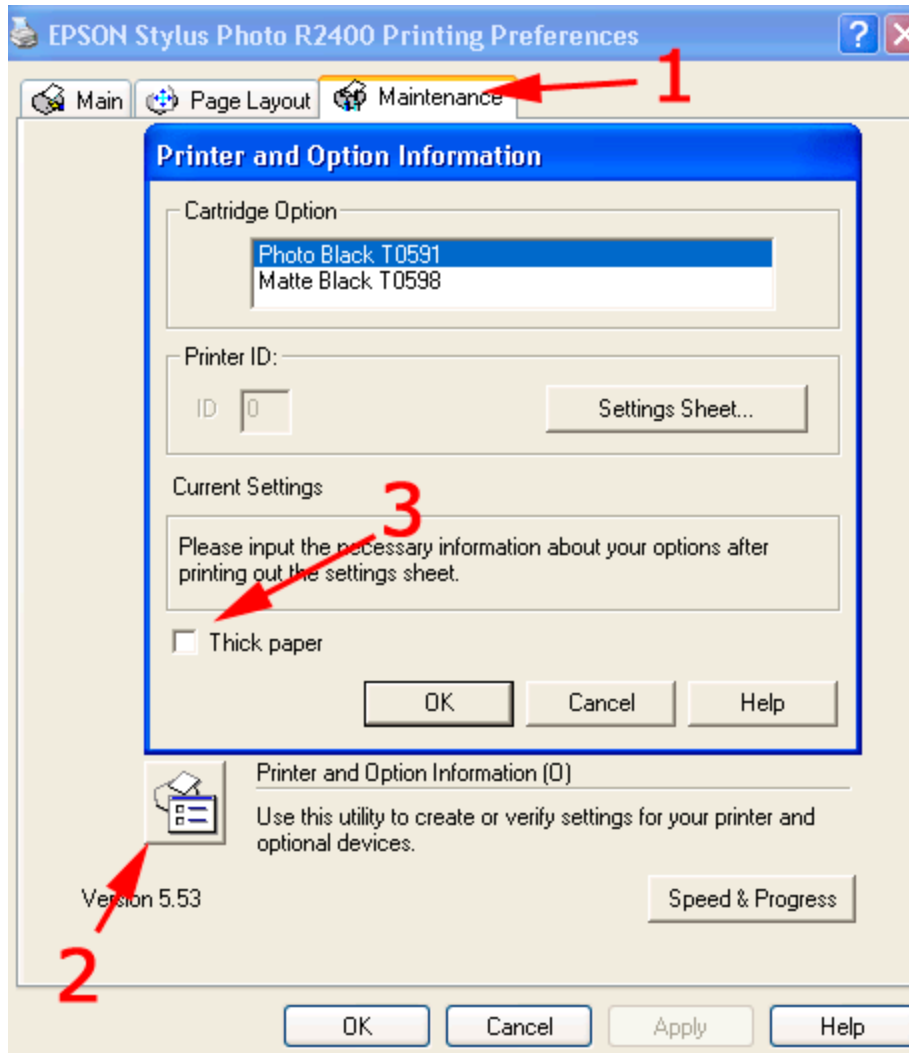 EPSON Stylus Photo R2400 Printing Preferences
1
Main Page Layout Maintenance
Printer and Option Information
Cartridge Option
Photo Black T0591
Matte Black T0598
Printer ID:
ID 0 Settings Sheet...
Current Settings
3
Please input the necessary information about your options after
printing out the settings sheet.
Thick paper
OK Cancel Help
Printer and Option Information (O)
Use this utility to create or verify settings for your printer and
optional devices.
Version 5.53 Speed & Progress
2
OK Cancel Apply Help